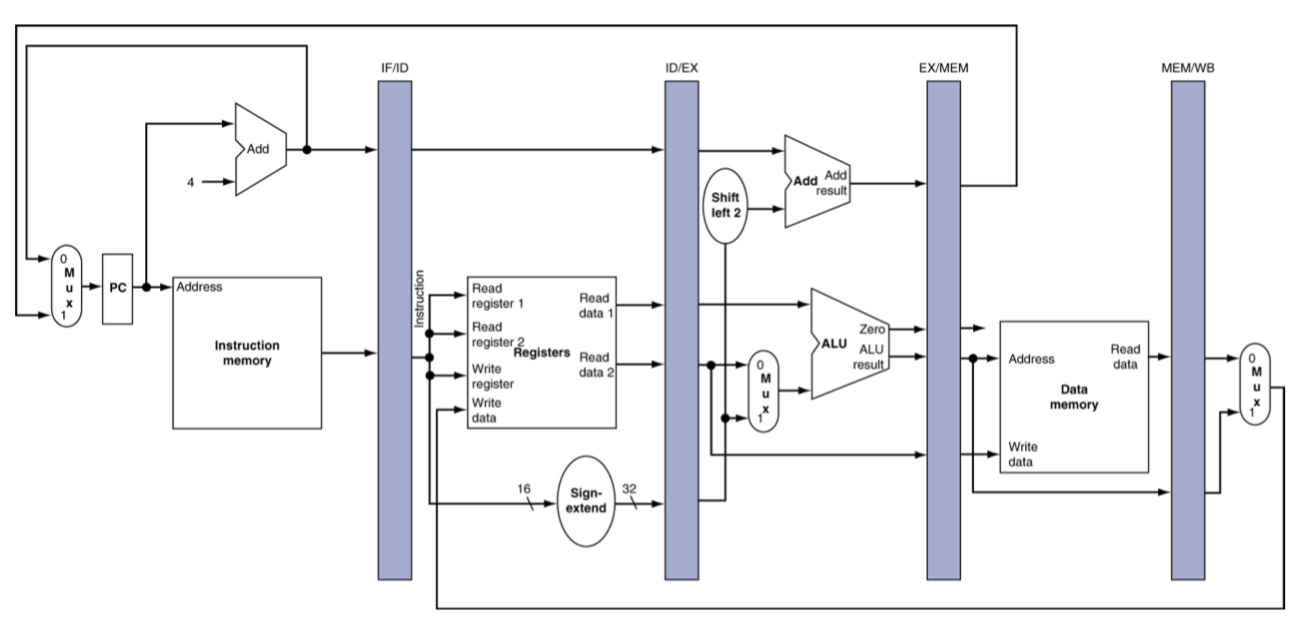 IF/ID
ID/EX
EX/MEM
MEM/WB
Add
4
Add
Add
result
Shift
left 2
0
M
u
x
1
PC
Address
Instruction
memory
Instruction
Read
register 1
Read
register 2
Write
register
Write
data
Registers
Read
data 1
Read
data 2
16
Sign-
extend
32
0
M
u
x
1
ALU
Zero
ALU
result
Address
Read
data
Data
memory
Write
data
0
M
u
x
1